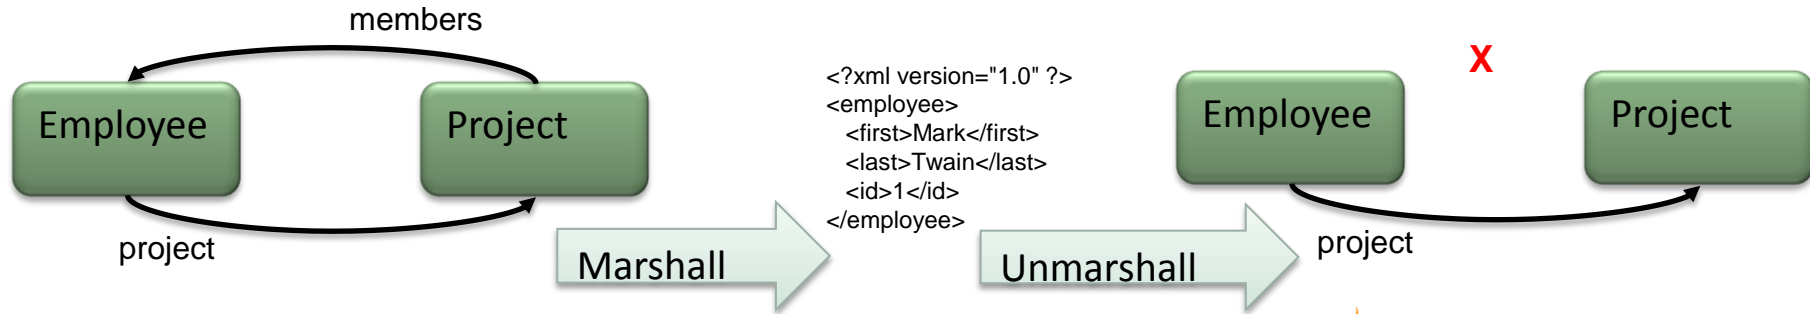 members
Employee
Project
project
Marshall
<?xml version="1.0" ?>
<employee>
<first>Mark</first>
<last>Twain</last>
<id>1</id>
</employee>
Unmarshall
X
Employee
Project
project